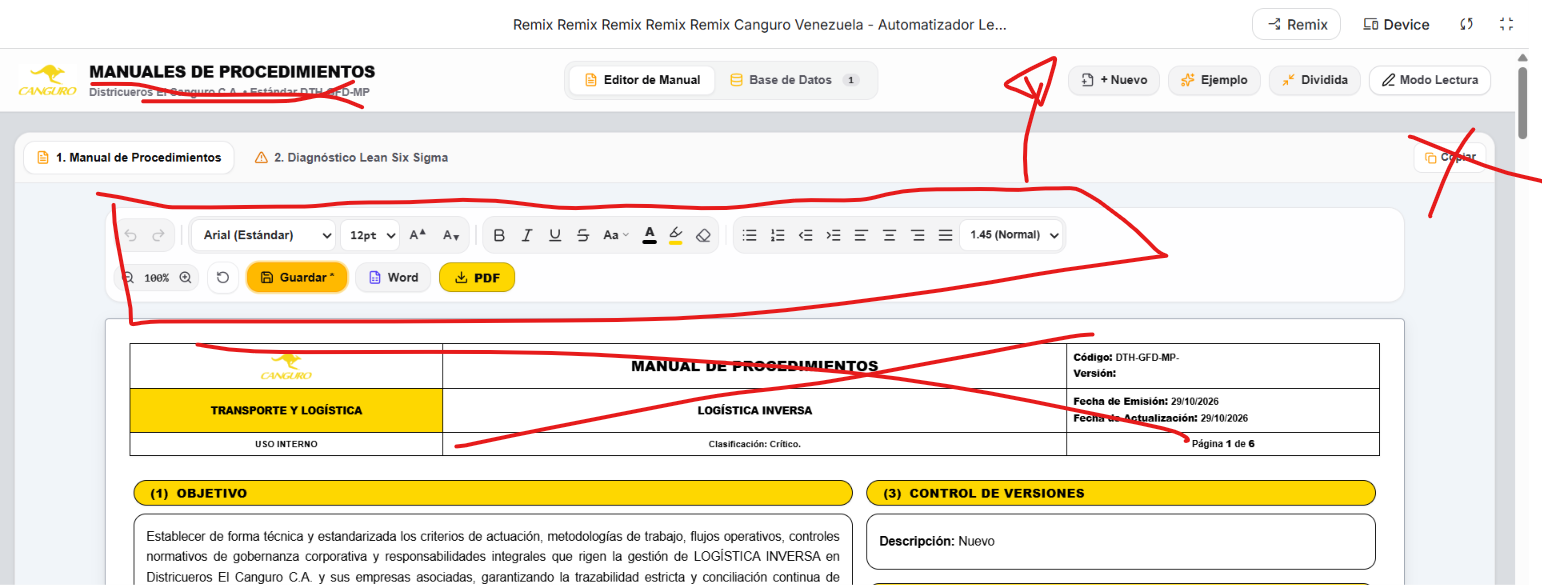 Remix Remix Remix Remix Remix Canguro Venezuela - Automatizador Le...
Remix
Device
CANGURO
MANUALES DE PROCEDIMIENTOS
Districueros El Canguro C.A. • Estándar DTH-GFD-MP
Editor de Manual
Base de Datos 1
+ Nuevo
Ejemplo
Dividida
Modo Lectura
1. Manual de Procedimientos
2. Diagnóstico Lean Six Sigma
Copiar
Arial (Estándar)
12pt
A▲
A▼
B I U S Aa A
1.45 (Normal)
100%
Guardar *
Word
PDF
CANGURO
MANUAL DE PROCEDIMIENTOS
Código: DTH-GFD-MP-
Versión:
TRANSPORTE Y LOGÍSTICA
LOGÍSTICA INVERSA
Fecha de Emisión: 29/10/2026
Fecha de Actualización: 29/10/2026
USO INTERNO
Clasificación: Crítico.
Página 1 de 6
(1) OBJETIVO
(3) CONTROL DE VERSIONES
Establecer de forma técnica y estandarizada los criterios de actuación, metodologías de trabajo, flujos operativos, controles
normativos de gobernanza corporativa y responsabilidades integrales que rigen la gestión de LOGÍSTICA INVERSA en
Districueros El Canguro C.A. y sus empresas asociadas, garantizando la trazabilidad estricta y conciliación continua de
Descripción: Nuevo